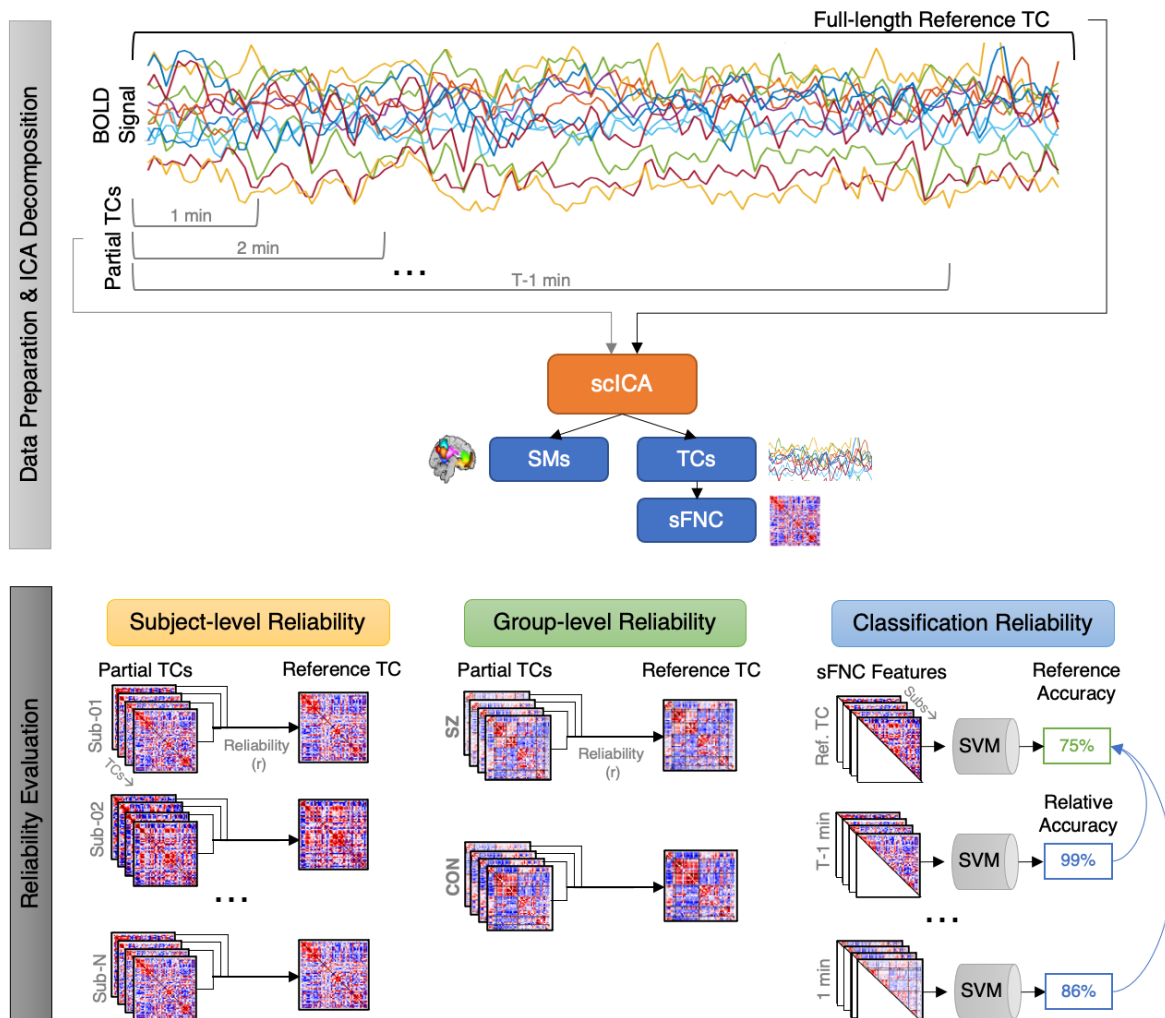 Data Preparation & ICA Decomposition
Full-length Reference TC
BOLD
Signal
Partial TCs
1 min
2 min
...
T-1 min
scICA
SMs
TCs
sFNC
Reliability Evaluation
Subject-level Reliability
Partial TCs
Reference TC
Sub-01
TCs→
Reliability
(r)
Sub-02
...
Sub-N
Group-level Reliability
Partial TCs
Reference TC
SZ
Reliability
(r)
CON
Classification Reliability
sFNC Features
Reference
Accuracy
Subs→
Ref. TC
SVM
75%
Relative
Accuracy
T-1 min
SVM
99%
...
1 min
SVM
86%